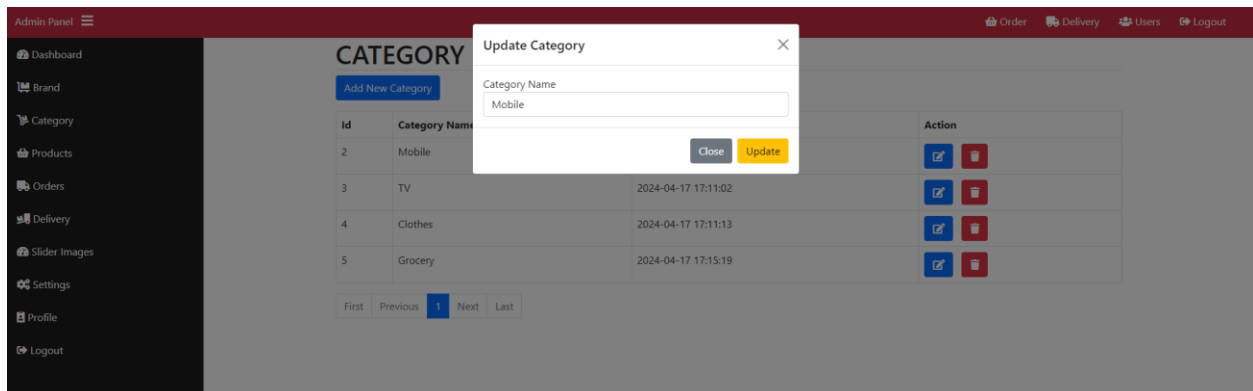 Admin Panel Order Delivery Users Logout
Dashboard
Brand
Category
Products
Orders
Delivery
Slider Images
Settings
Profile
Logout
CATEGORY
Add New Category
Update Category
Category Name
Mobile
Close Update
Id Category Name Action
2 Mobile
3 TV 2024-04-17 17:11:02
4 Clothes 2024-04-17 17:11:13
5 Grocery 2024-04-17 17:15:19
First Previous 1 Next Last